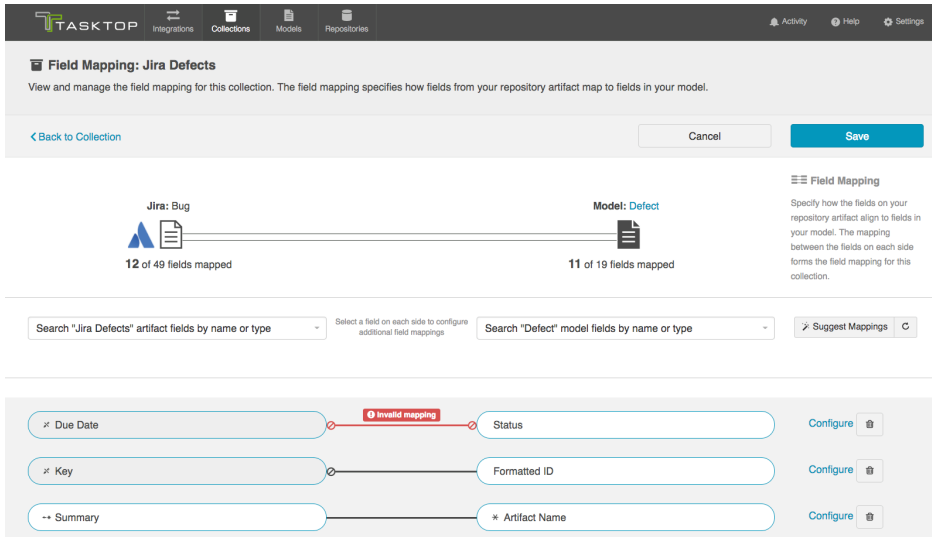 TASKTOP
Integrations
Collections
Models
Repositories
Activity
Help
Settings
Field Mapping: Jira Defects
View and manage the field mapping for this collection. The field mapping specifies how fields from your repository artifact map to fields in your model.
Back to Collection
Cancel
Save
Jira: Bug
12 of 49 fields mapped
Model: Defect
11 of 19 fields mapped
Field Mapping
Specify how the fields on your
repository artifact align to fields in
your model. The mapping
between the fields on each side
forms the field mapping for this
collection.
Search "Jira Defects" artifact fields by name or type
Select a field on each side to configure
additional field mappings
Search "Defect" model fields by name or type
Suggest Mappings
Due Date
Invalid mapping
Status
Configure
Key
Formatted ID
Configure
Summary
* Artifact Name
Configure